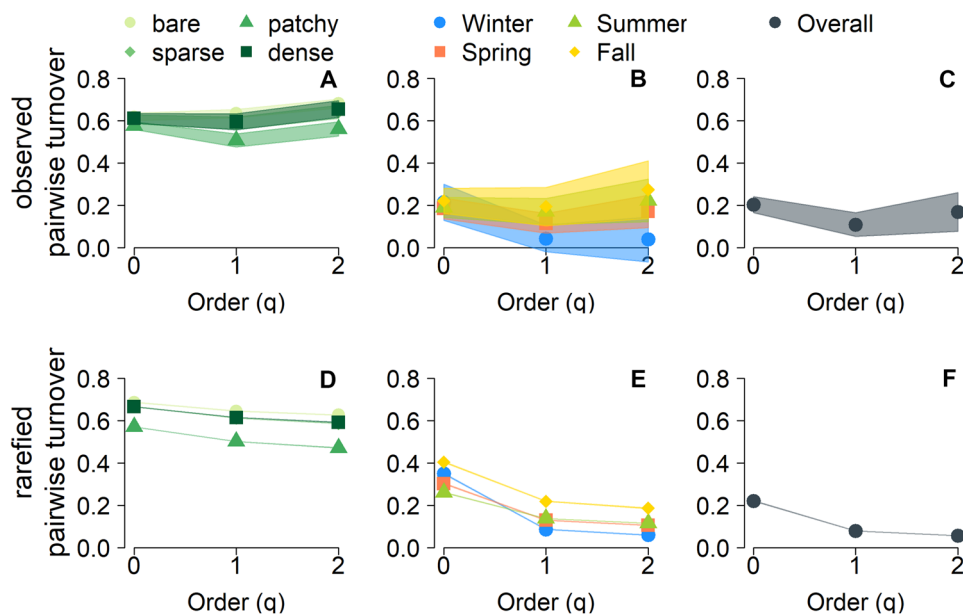 bare patchy Winter Summer Overall
sparse dense Spring Fall
A B C
observed
pairwise turnover
0.8 0.8 0.8
0.6 0.6 0.6
0.4 0.4 0.4
0.2 0.2 0.2
0.0 0.0 0.0
0 1 2 0 1 2 0 1 2
Order (q) Order (q) Order (q)
D E F
rarefied
pairwise turnover
0.8 0.8 0.8
0.6 0.6 0.6
0.4 0.4 0.4
0.2 0.2 0.2
0.0 0.0 0.0
0 1 2 0 1 2 0 1 2
Order (q) Order (q) Order (q)